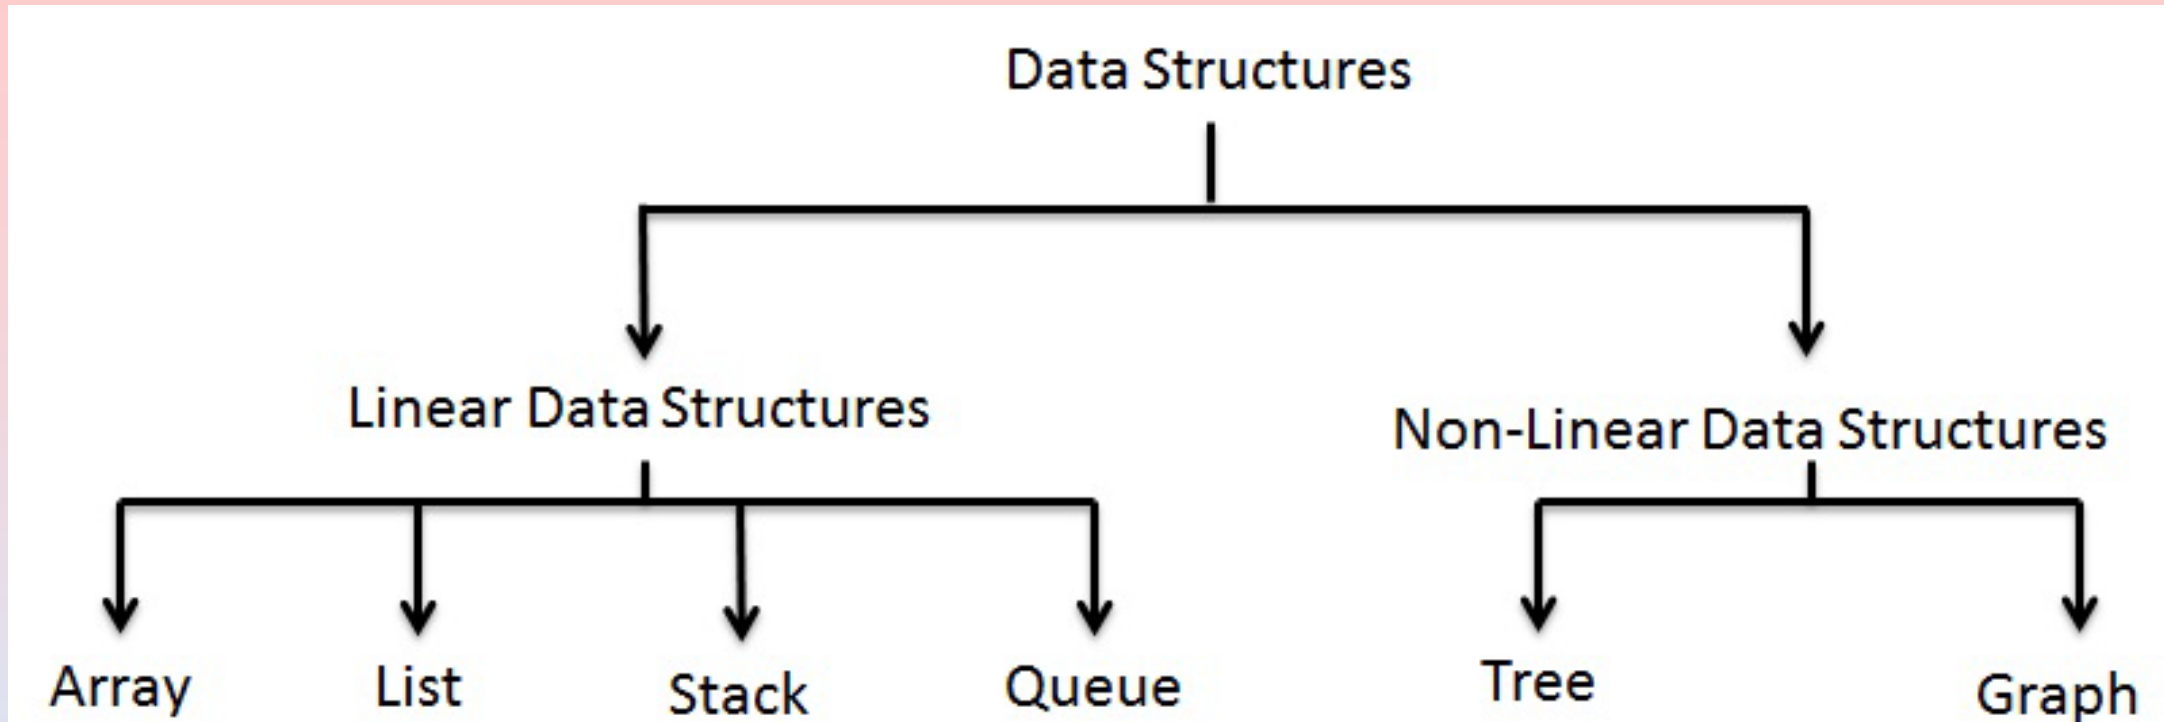 Data Structures
Linear Data Structures
Non-Linear Data Structures
Array
List
Stack
Queue
Tree
Graph